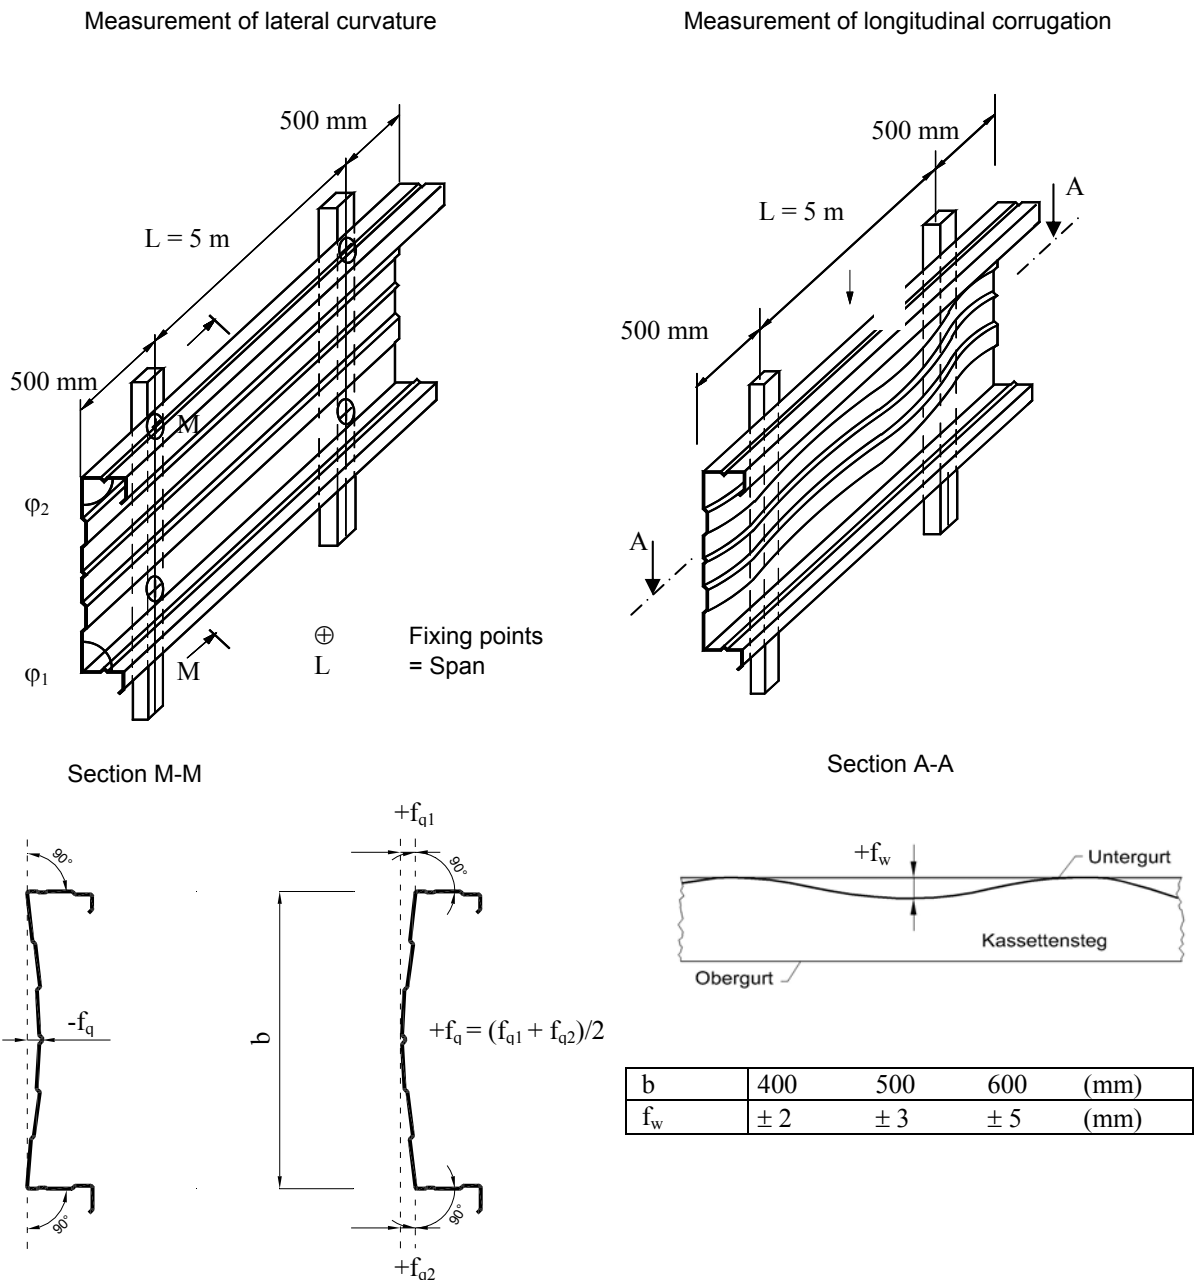 Measurement of lateral curvature
500 mm
L = 5 m
500 mm
M
φ2
φ1
M
⊕ Fixing points
L = Span
Measurement of longitudinal corrugation
500 mm
A
L = 5 m
500 mm
A
Section M-M
90°
-fq
90°
+fq1
90°
b
+fq = (fq1 + fq2)/2
90°
+fq2
Section A-A
+fw
Untergurt
Kassettensteg
Obergurt
b 400 500 600 (mm)
fw ± 2 ± 3 ± 5 (mm)